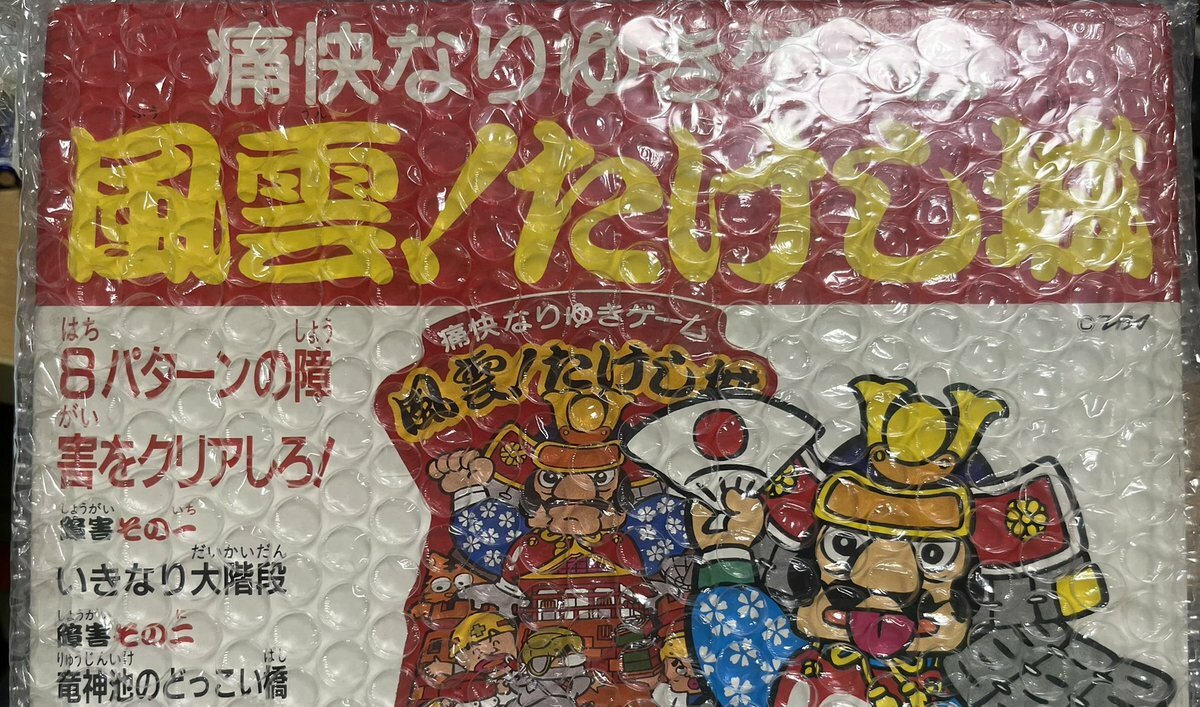 痛快なりゆきゲーム
風雲!たけし城
©TBS
はち しょう
8パターンの障
がい
害をクリアしろ!
しょうがい いち
障害その一
だいかいだん
いきなり大階段
しょうがい に
障害その二
りゅうじんいけ はし
竜神池のどっこい橋
痛快なりゆきゲーム
風雲!たけし城